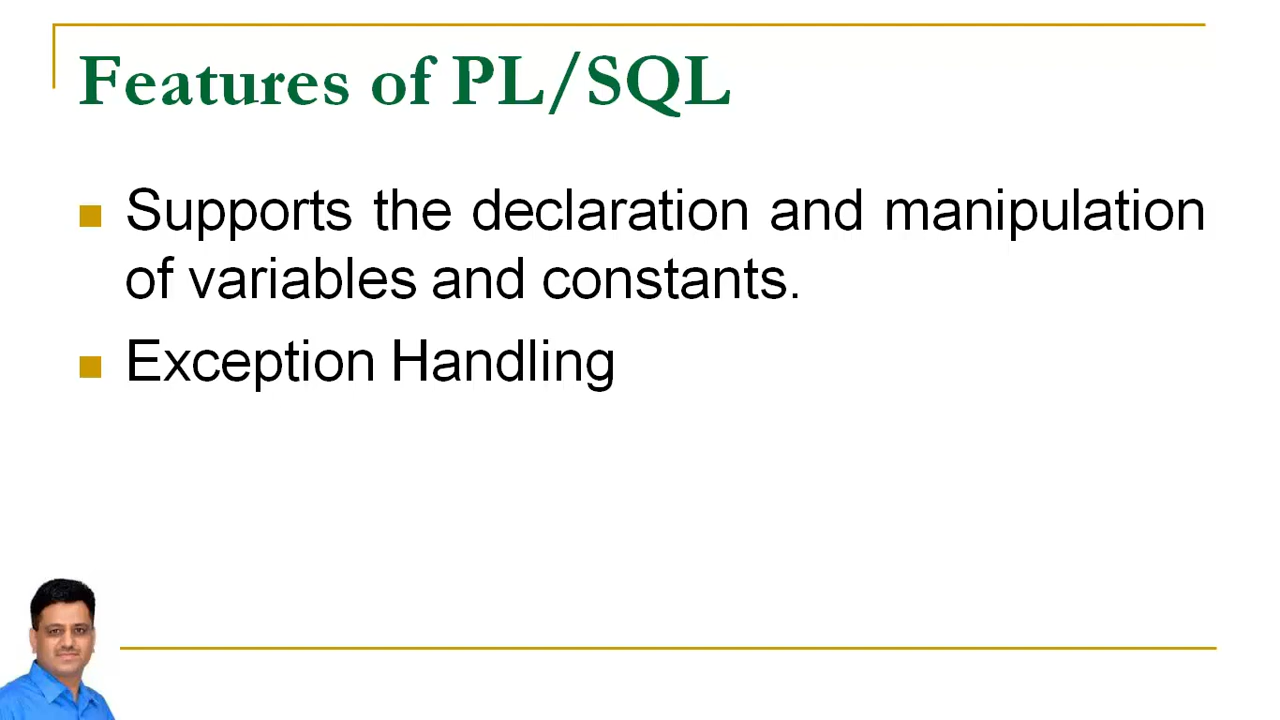 Features of PL/SQL
Supports the declaration and manipulation
of variables and constants.
Exception Handling